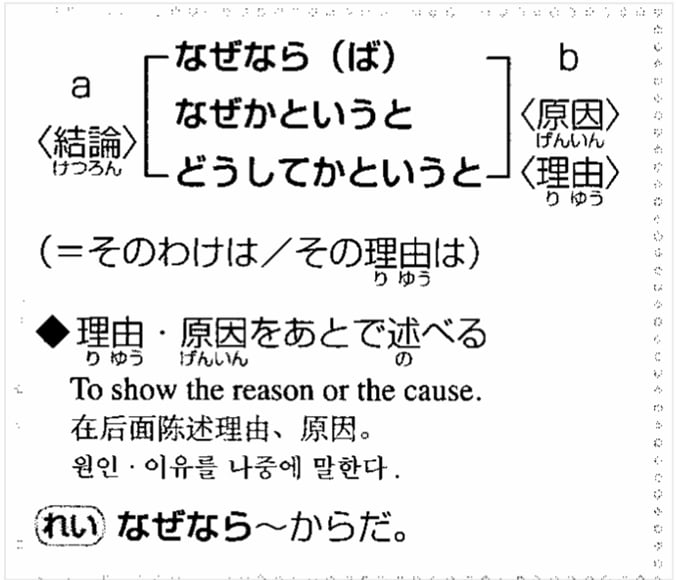 なぜなら（ば）
a なぜかというと b
〈結論〉 〈原因〉
けつろん げんいん
どうしてかというと 〈理由〉
りゆう
（＝そのわけは／その理由は）
りゆう
◆理由・原因をあとで述べる
りゆう げんいん の
To show the reason or the cause.
在后面陈述理由、原因。
원인·이유를 나중에 말한다.
れい なぜなら～からだ。